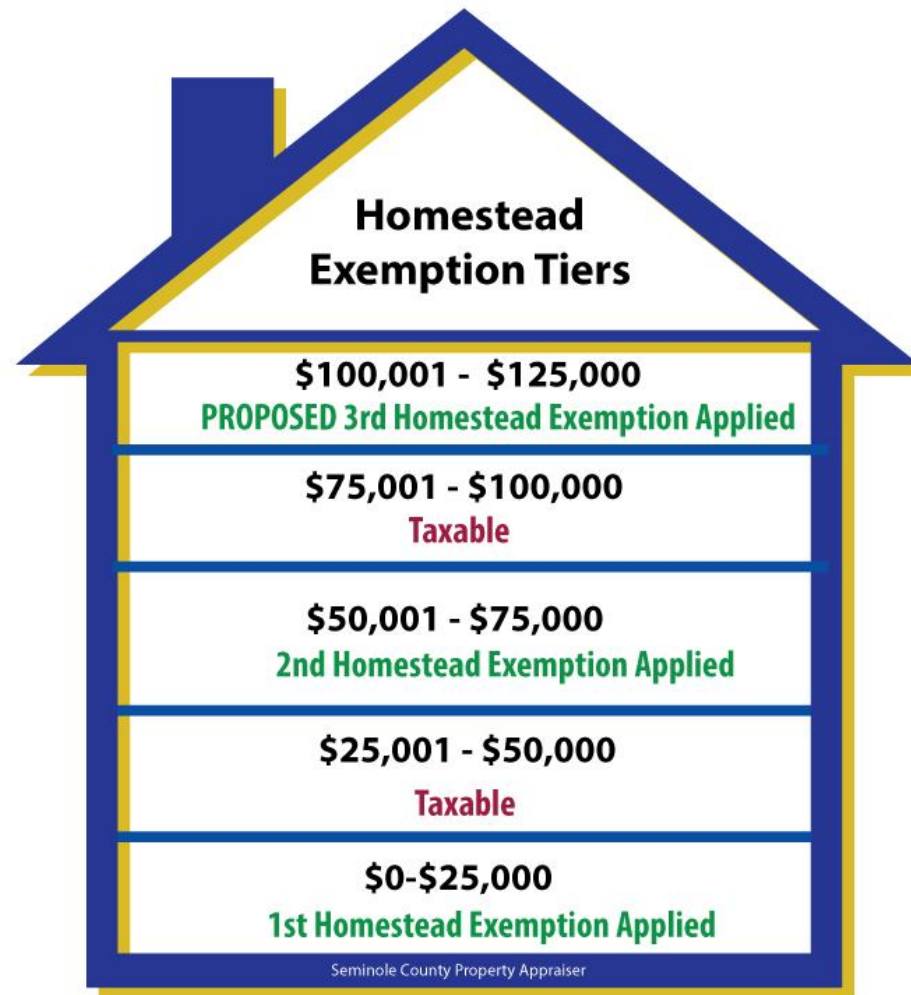 Homestead
Exemption Tiers
$100,001 - $125,000
PROPOSED 3rd Homestead Exemption Applied
$75,001 - $100,000
Taxable
$50,001 - $75,000
2nd Homestead Exemption Applied
$25,001 - $50,000
Taxable
$0-$25,000
1st Homestead Exemption Applied
Seminole County Property Appraiser